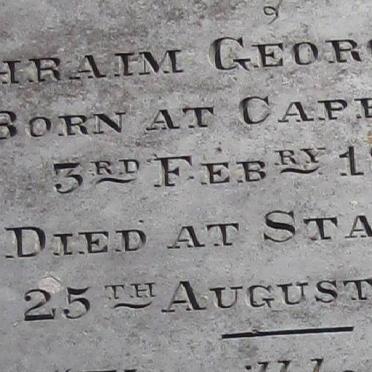 HRAIM GEOR
BORN AT CAPE
3RD FEBRY 1
DIED AT STA
25TH AUGUST